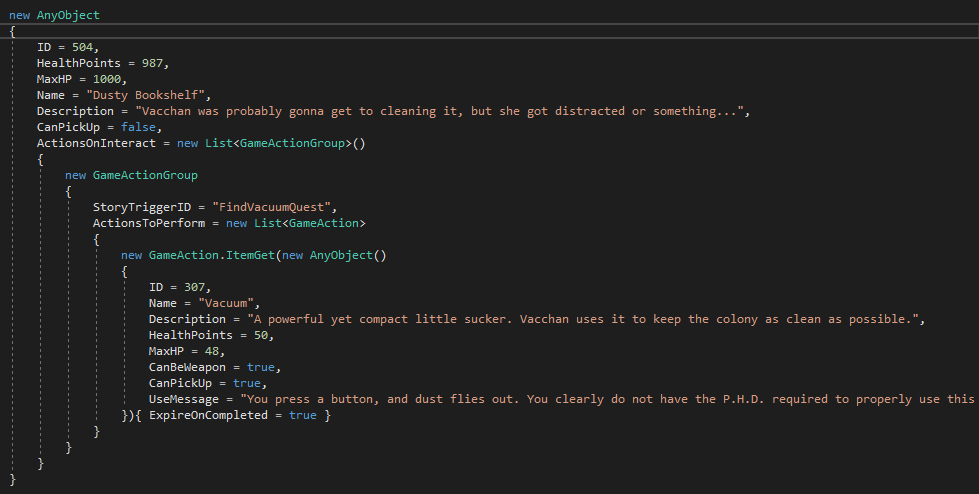 new AnyObject
{
    ID = 504,
    HealthPoints = 987,
    MaxHP = 1000,
    Name = "Dusty Bookshelf",
    Description = "Vacchan was probably gonna get to cleaning it, but she got distracted or something...",
    CanPickUp = false,
    ActionsOnInteract = new List<GameActionGroup>()
    {
        new GameActionGroup
        {
            StoryTriggerID = "FindVacuumQuest",
            ActionsToPerform = new List<GameAction>
            {
                new GameAction.ItemGet(new AnyObject()
                {
                    ID = 307,
                    Name = "Vacuum",
                    Description = "A powerful yet compact little sucker. Vacchan uses it to keep the colony as clean as possible.",
                    HealthPoints = 50,
                    MaxHP = 48,
                    CanBeWeapon = true,
                    CanPickUp = true,
                    UseMessage = "You press a button, and dust flies out. You clearly do not have the P.H.D. required to properly use this
                }){ ExpireOnCompleted = true }
            }
        }
    }
}